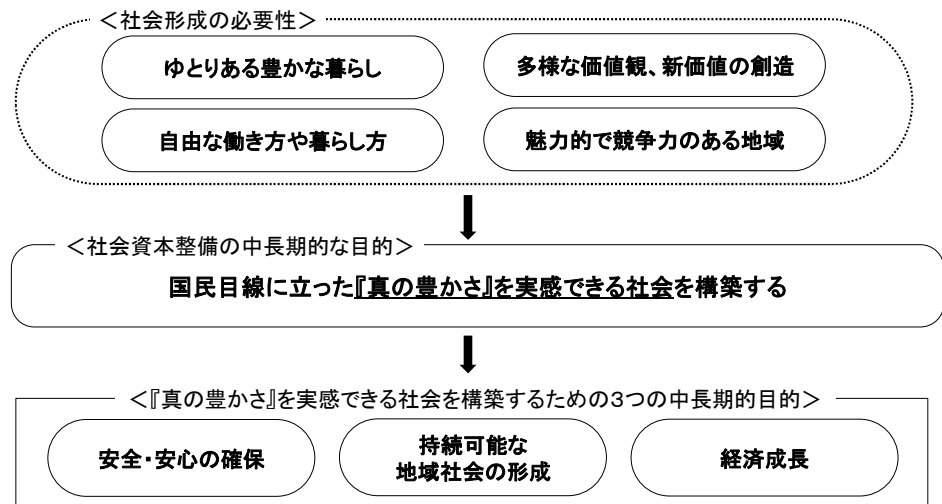 ＜社会形成の必要性＞
ゆとりある豊かな暮らし
多様な価値観、新価値の創造
自由な働き方や暮らし方
魅力的で競争力のある地域
＜社会資本整備の中長期的な目的＞
国民目線に立った『真の豊かさ』を実感できる社会を構築する
＜『真の豊かさ』を実感できる社会を構築するための３つの中長期的目的＞
安全・安心の確保
持続可能な
地域社会の形成
経済成長